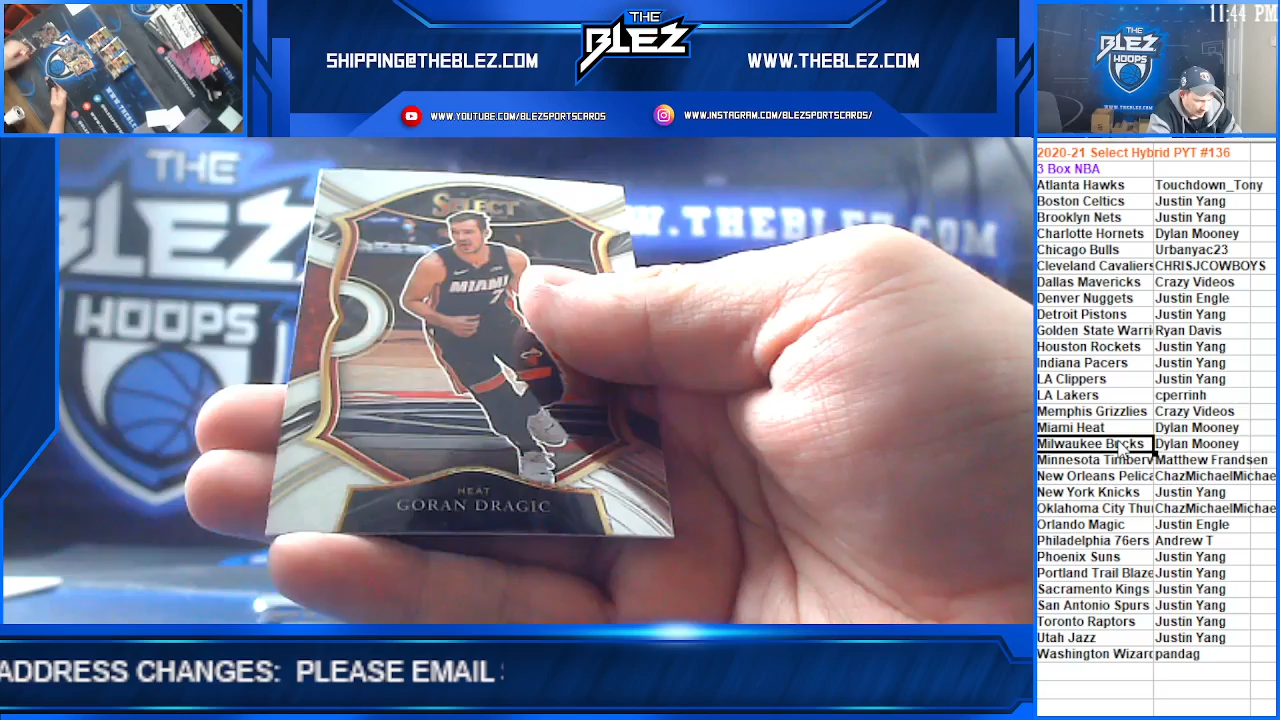 THE
BLEZ
SHIPPING@THEBLEZ.COM
WWW.THEBLEZ.COM
WWW.YOUTUBE.COM/BLEZSPORTSCARDS
WWW.INSTAGRAM.COM/BLEZSPORTSCARDS/
11:44 PM
THE
BLEZ
HOOPS
THE
BLEZ
HOOPS
WWW.THEBLEZ.COM
SELECT
MIAMI
7
HEAT
GORAN DRAGIC
2020-21 Select Hybrid PYT #136
3 Box NBA
Atlanta Hawks Touchdown_Tony
Boston Celtics Justin Yang
Brooklyn Nets Justin Yang
Charlotte Hornets Dylan Mooney
Chicago Bulls Urbanyac23
Cleveland Cavaliers CHRISJCOWBOYS
Dallas Mavericks Crazy Videos
Denver Nuggets Justin Engle
Detroit Pistons Justin Yang
Golden State Warri Ryan Davis
Houston Rockets Justin Yang
Indiana Pacers Justin Yang
LA Clippers Justin Yang
LA Lakers cperrinh
Memphis Grizzlies Crazy Videos
Miami Heat Dylan Mooney
Milwaukee Bucks Dylan Mooney
Minnesota Timberv Matthew Frandsen
New Orleans Pelica ChazMichaelMichae
New York Knicks Justin Yang
Oklahoma City Thu ChazMichaelMichae
Orlando Magic Justin Engle
Philadelphia 76ers Andrew T
Phoenix Suns Justin Yang
Portland Trail Blaze Justin Yang
Sacramento Kings Justin Yang
San Antonio Spurs Justin Yang
Toronto Raptors Justin Yang
Utah Jazz Justin Yang
Washington Wizard pandag
ADDRESS CHANGES: PLEASE EMAIL